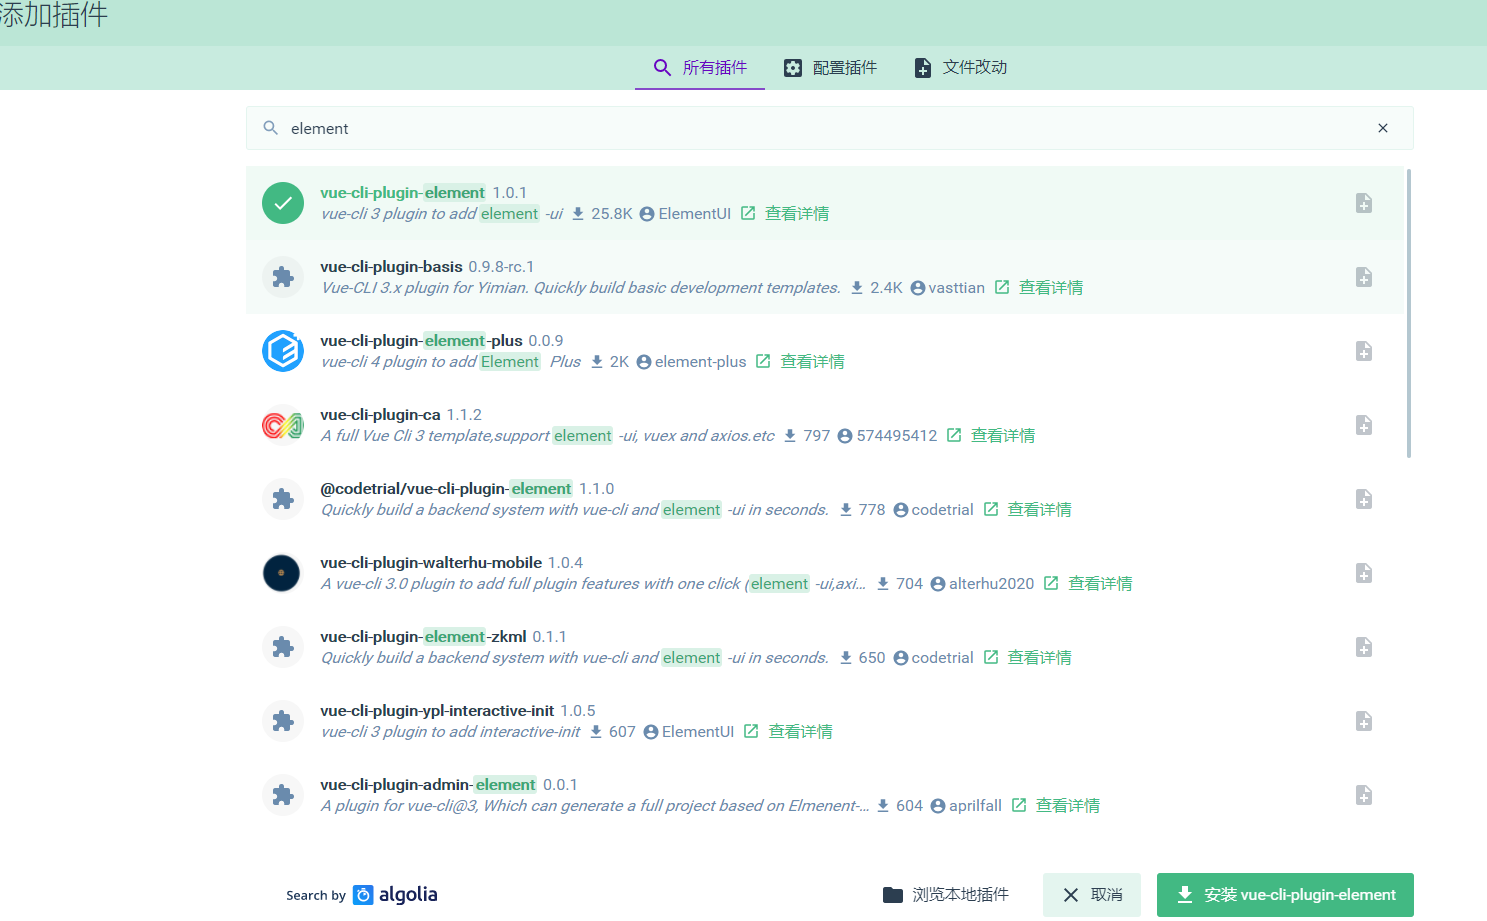 添加插件
所有插件 配置插件 文件改动
element
vue-cli-plugin-element 1.0.1
vue-cli 3 plugin to add element -ui 25.8K ElementUI 查看详情
vue-cli-plugin-basis 0.9.8-rc.1
Vue-CLI 3.x plugin for Yimian. Quickly build basic development templates. 2.4K vasttian 查看详情
vue-cli-plugin-element-plus 0.0.9
vue-cli 4 plugin to add Element Plus 2K element-plus 查看详情
vue-cli-plugin-ca 1.1.2
A full Vue Cli 3 template,support element -ui, vuex and axios.etc 797 574495412 查看详情
@codetrial/vue-cli-plugin-element 1.1.0
Quickly build a backend system with vue-cli and element -ui in seconds. 778 codetrial 查看详情
vue-cli-plugin-walterhu-mobile 1.0.4
A vue-cli 3.0 plugin to add full plugin features with one click (element -ui,axi... 704 alterhu2020 查看详情
vue-cli-plugin-element-zkml 0.1.1
Quickly build a backend system with vue-cli and element -ui in seconds. 650 codetrial 查看详情
vue-cli-plugin-ypl-interactive-init 1.0.5
vue-cli 3 plugin to add interactive-init 607 ElementUI 查看详情
vue-cli-plugin-admin-element 0.0.1
A plugin for vue-cli@3, Which can generate a full project based on Elmenent-... 604 aprilfall 查看详情
Search by algolia 浏览本地插件 取消 安装 vue-cli-plugin-element